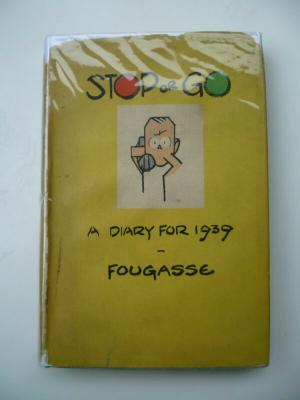 STOP or GO
A DIARY FOR 1939
-
FOUGASSE